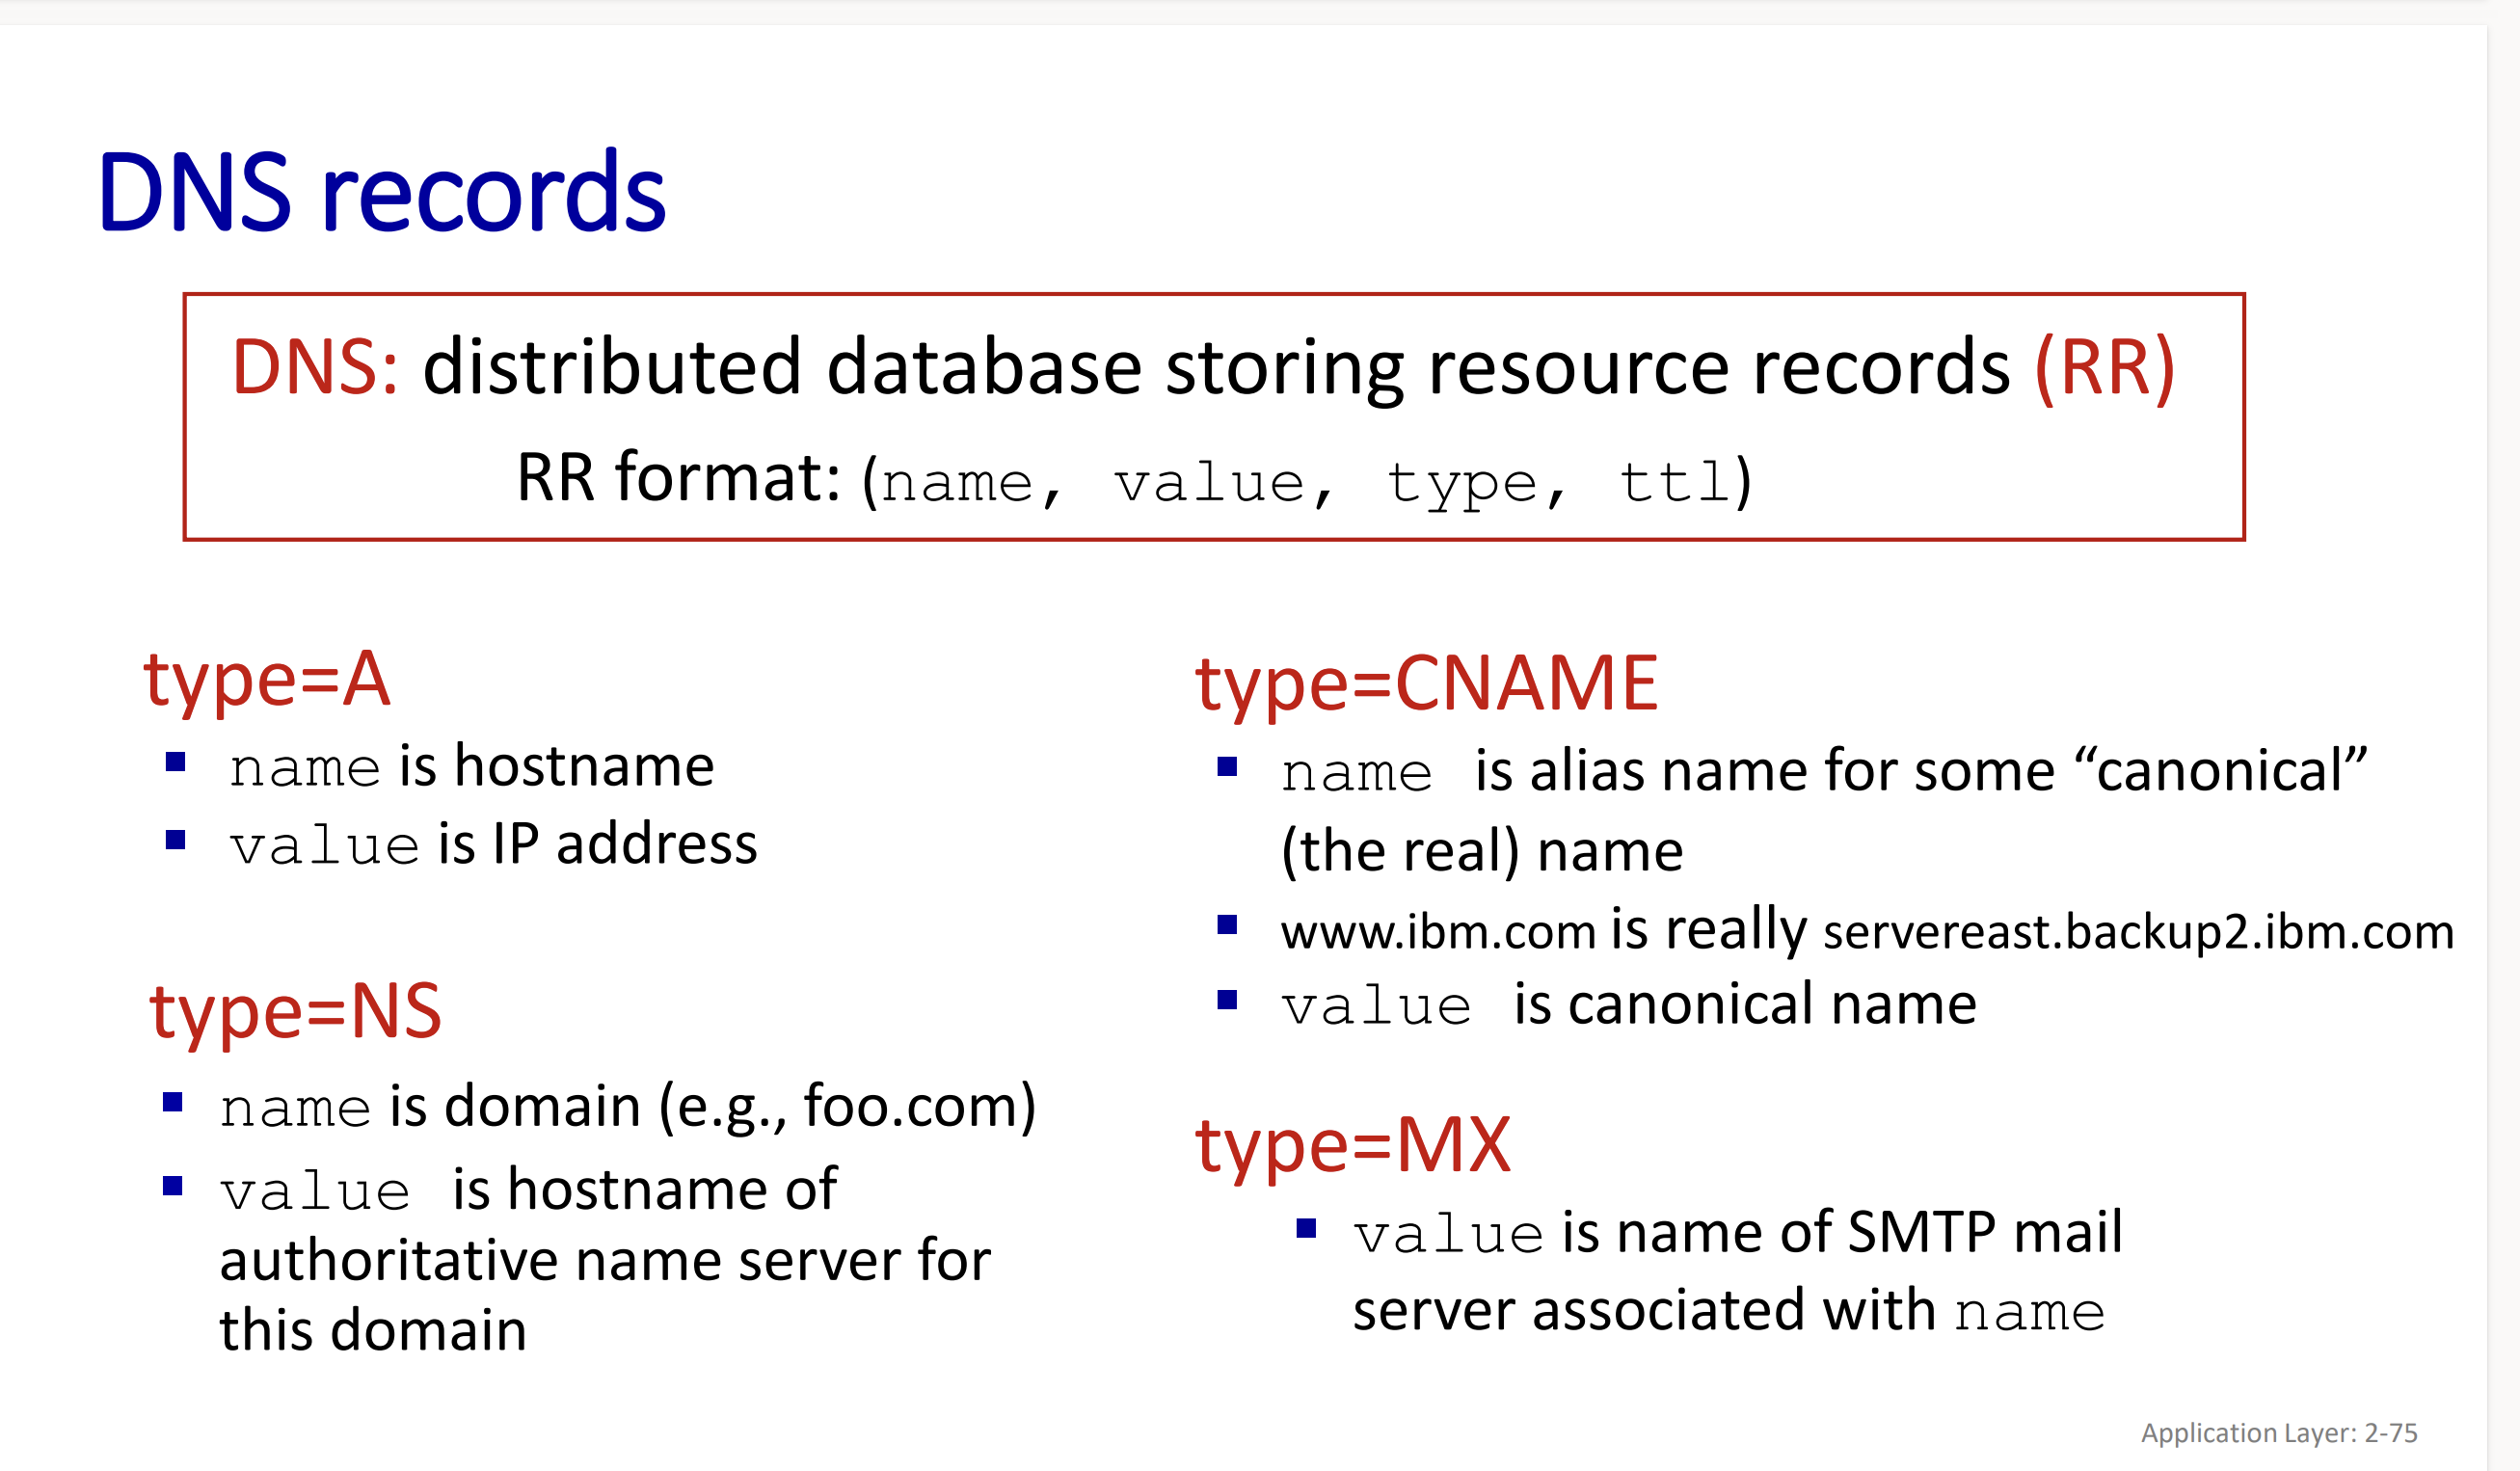 DNS records
DNS: distributed database storing resource records (RR)
RR format: (name, value, type, ttl)
type=A
name is hostname
value is IP address
type=NS
name is domain (e.g., foo.com)
value is hostname of
authoritative name server for
this domain
type=CNAME
name is alias name for some “canonical”
(the real) name
www.ibm.com is really servereast.backup2.ibm.com
value is canonical name
type=MX
value is name of SMTP mail
server associated with name
Application Layer: 2-75